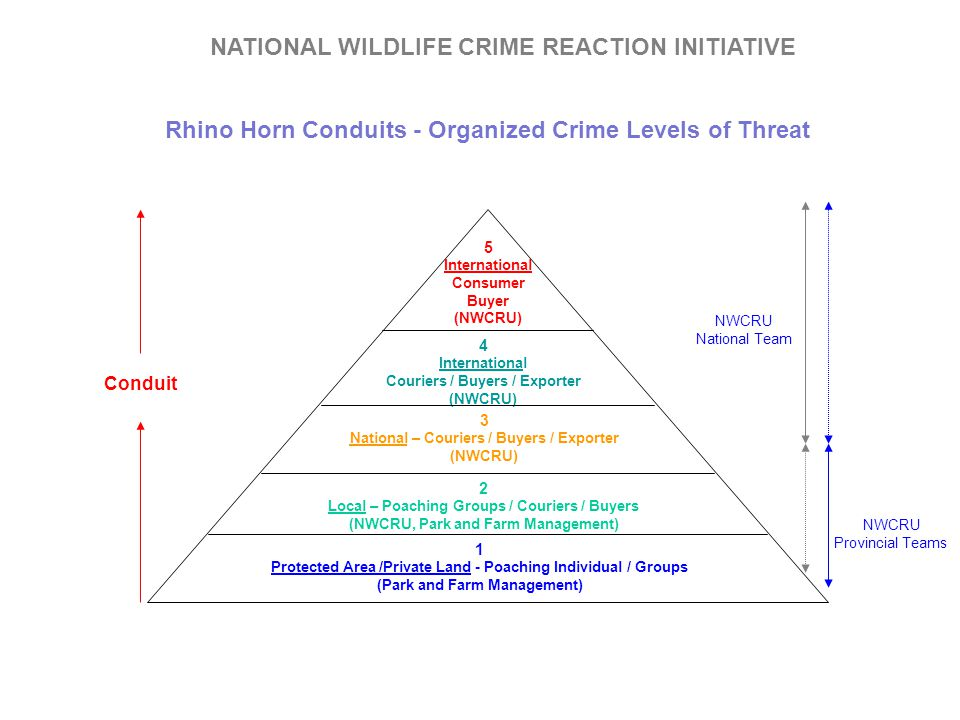 NATIONAL WILDLIFE CRIME REACTION INITIATIVE
Rhino Horn Conduits - Organized Crime Levels of Threat
5
International
Consumer
Buyer
(NWCRU)
4
International
Couriers / Buyers / Exporter
(NWCRU)
3
National – Couriers / Buyers / Exporter
(NWCRU)
2
Local – Poaching Groups / Couriers / Buyers
(NWCRU, Park and Farm Management)
1
Protected Area /Private Land - Poaching Individual / Groups
(Park and Farm Management)
Conduit
NWCRU
National Team
NWCRU
Provincial Teams